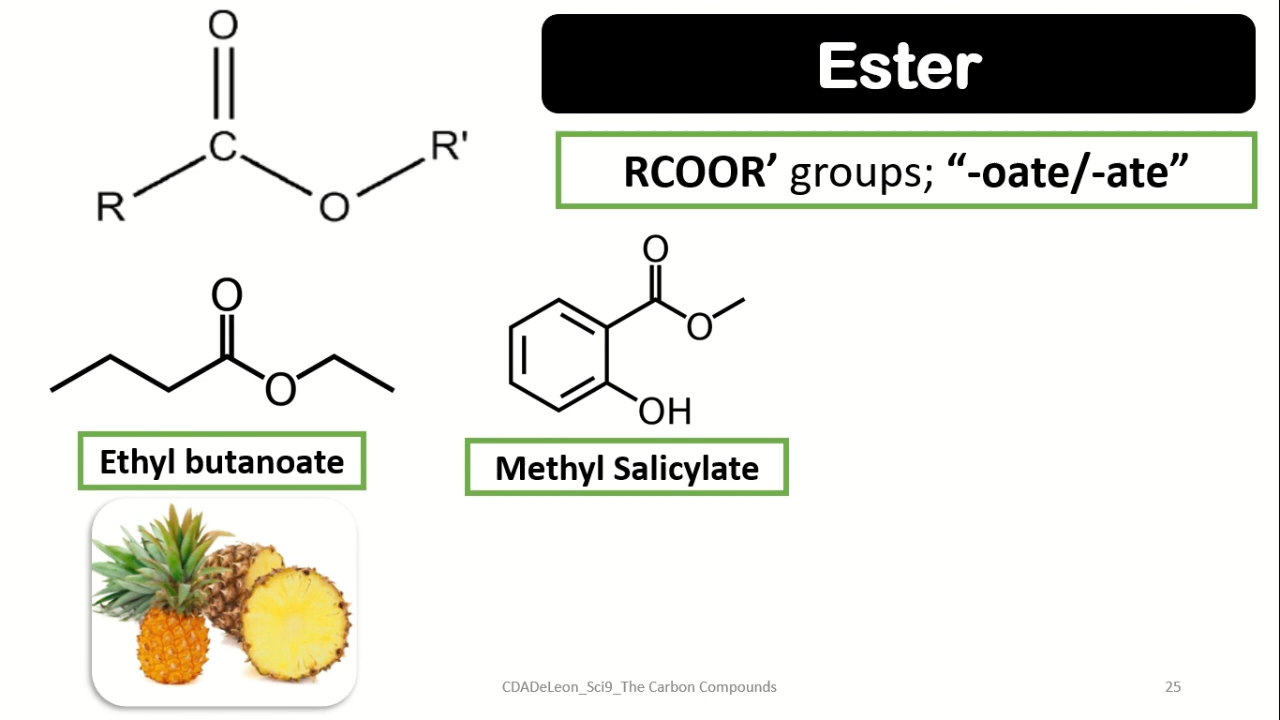 O
C
R
O
R'
Ester
RCOOR’ groups; “-oate/-ate”
O
O
Ethyl butanoate
O
O
OH
Methyl Salicylate
CDADeLeon_Sci9_The Carbon Compounds
25